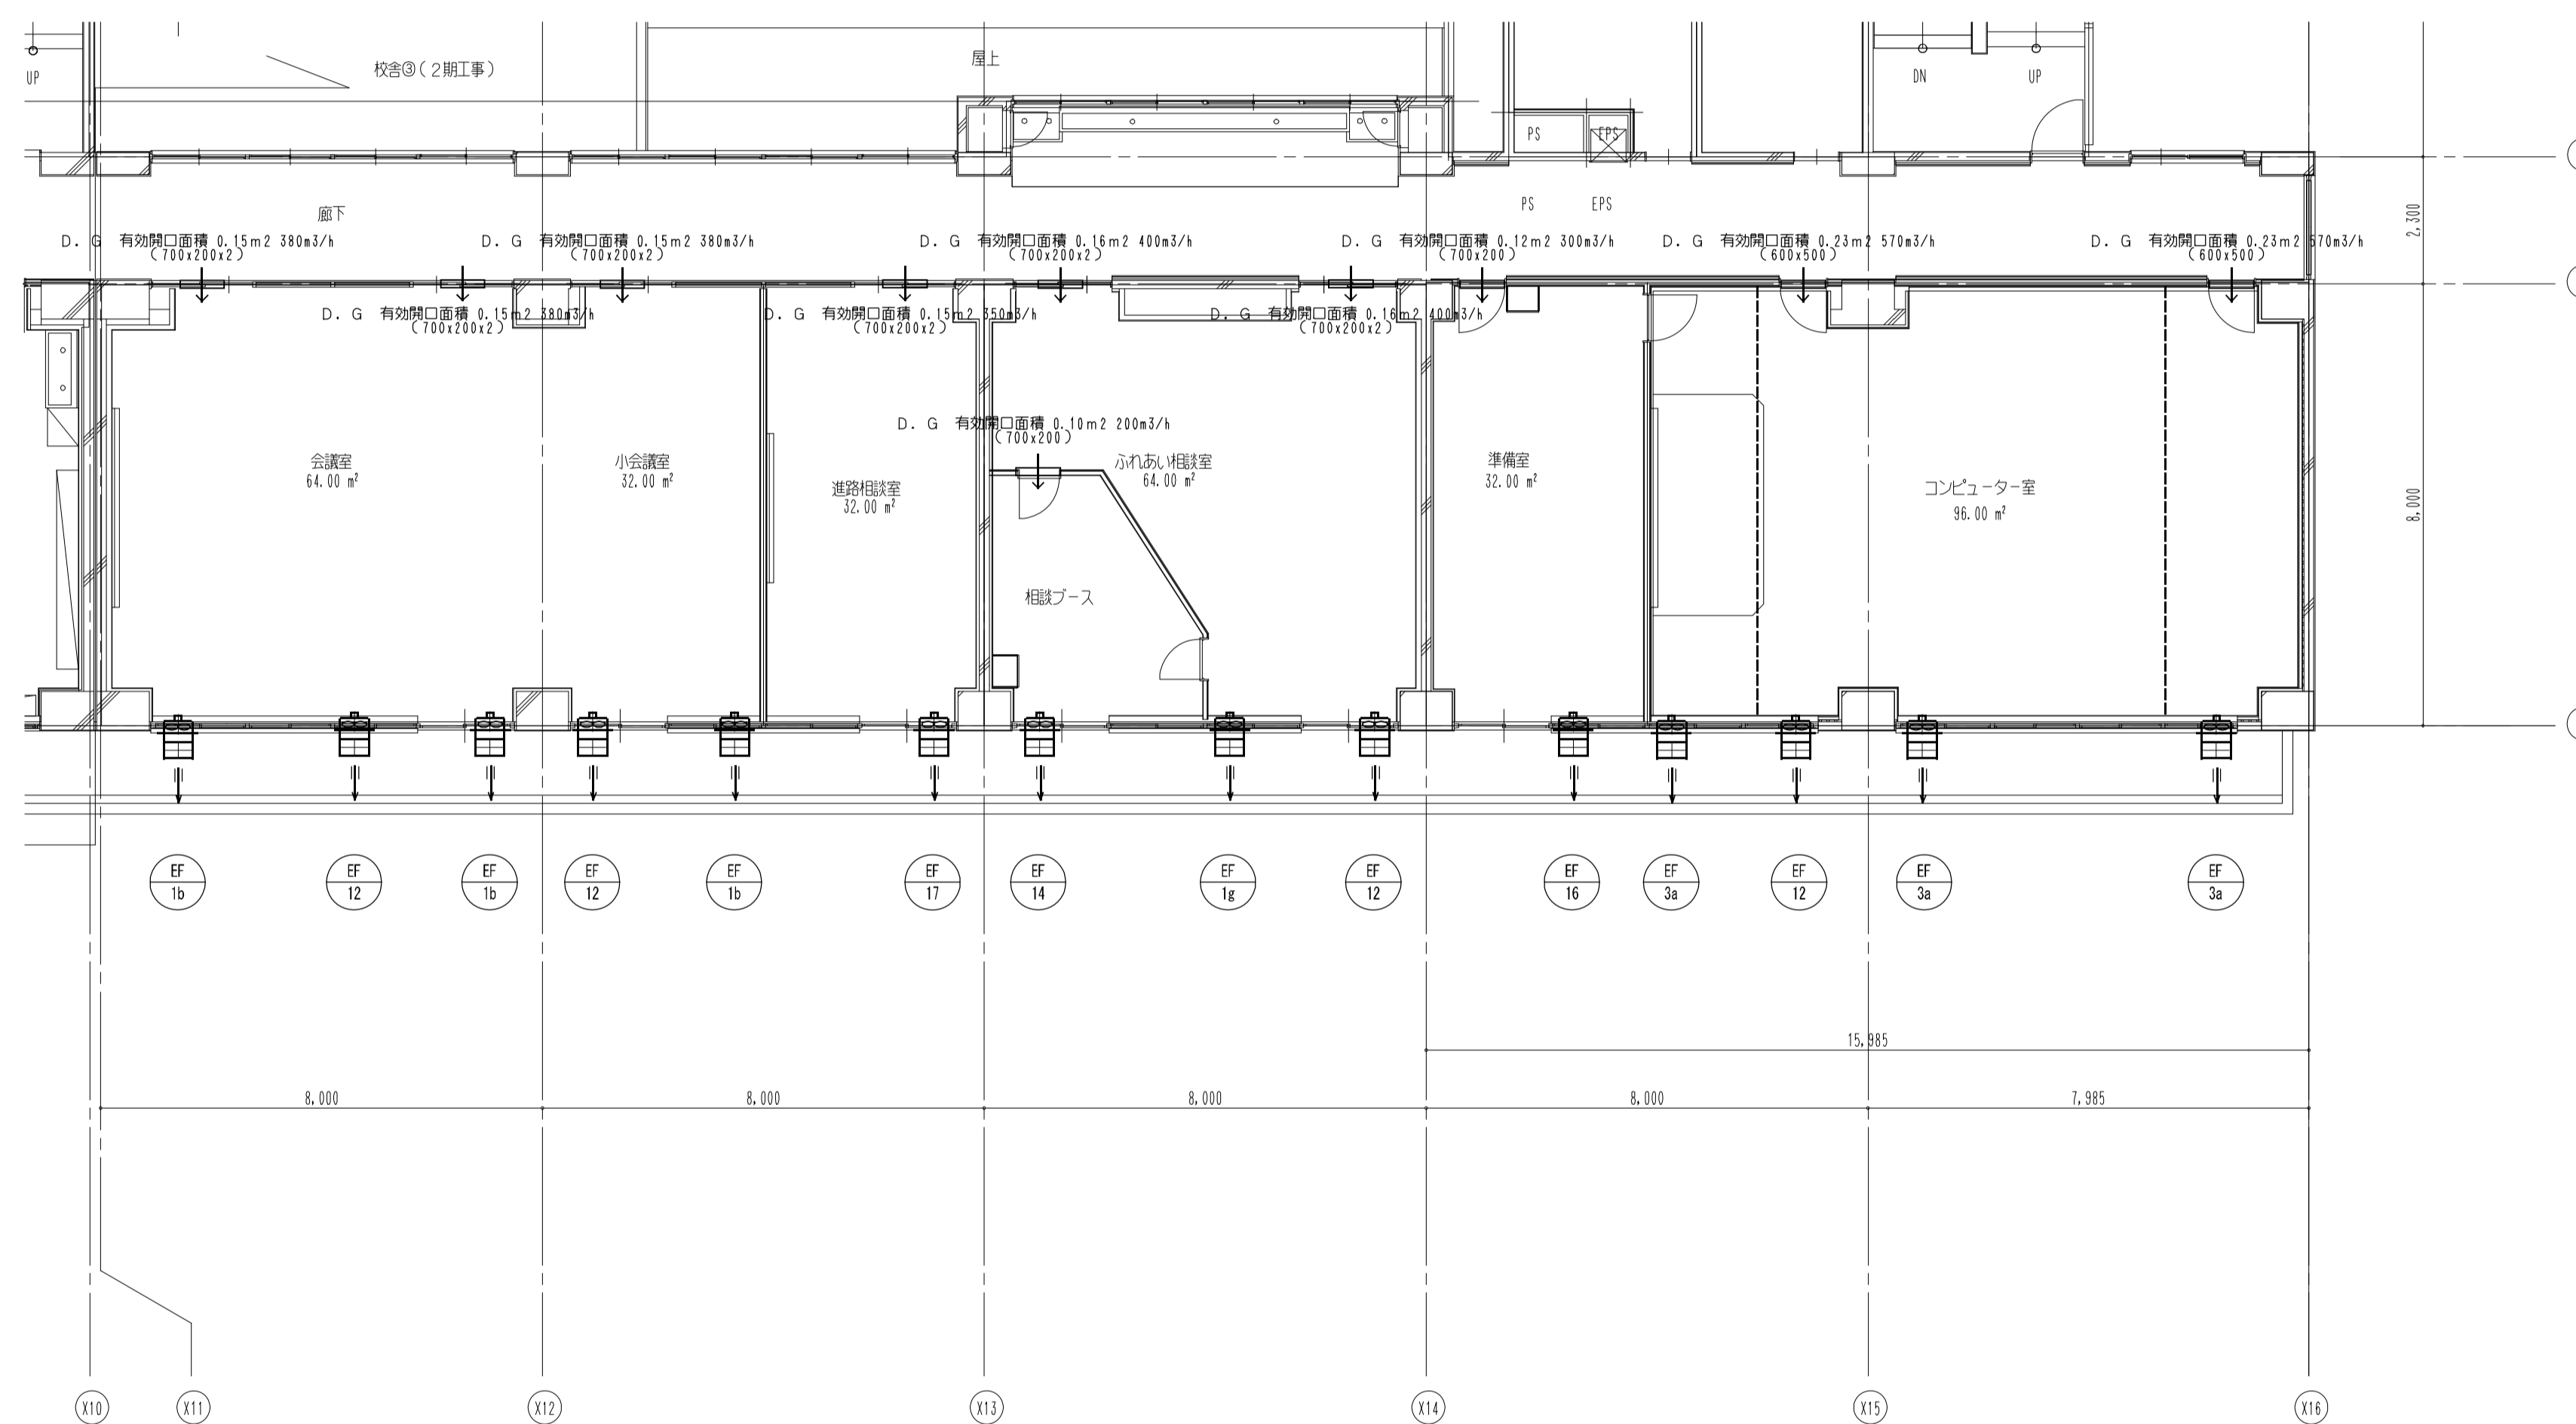 校舎③(2期工事)
屋上
UP
DN
UP
PS
EPS
廊下
PS
EPS
2,300
D. G 有効開口面積 0.15m2 380m3/h
(700x200x2)
D. G 有効開口面積 0.15m2 380m3/h
(700x200x2)
D. G 有効開口面積 0.16m2 400m3/h
(700x200x2)
D. G 有効開口面積 0.12m2 300m3/h
(700x200)
D. G 有効開口面積 0.23m2 570m3/h
(600x500)
D. G 有効開口面積 0.23m2 570m3/h
(600x500)
D. G 有効開口面積 0.15m2 380m3/h
(700x200x2)
D. G 有効開口面積 0.15m2 350m3/h
(700x200x2)
D. G 有効開口面積 0.16m2 400m3/h
(700x200x2)
D. G 有効開口面積 0.10m2 200m3/h
(700x200)
会議室
64.00 m²
小会議室
32.00 m²
進路相談室
32.00 m²
ふれあい相談室
64.00 m²
準備室
32.00 m²
コンピューター室
96.00 m²
8,000
相談ブース
EF
1b
EF
12
EF
1b
EF
12
EF
1b
EF
17
EF
14
EF
1g
EF
12
EF
16
EF
3a
EF
12
EF
3a
EF
3a
15,985
8,000
8,000
8,000
8,000
7,985
X10
X11
X12
X13
X14
X15
X16